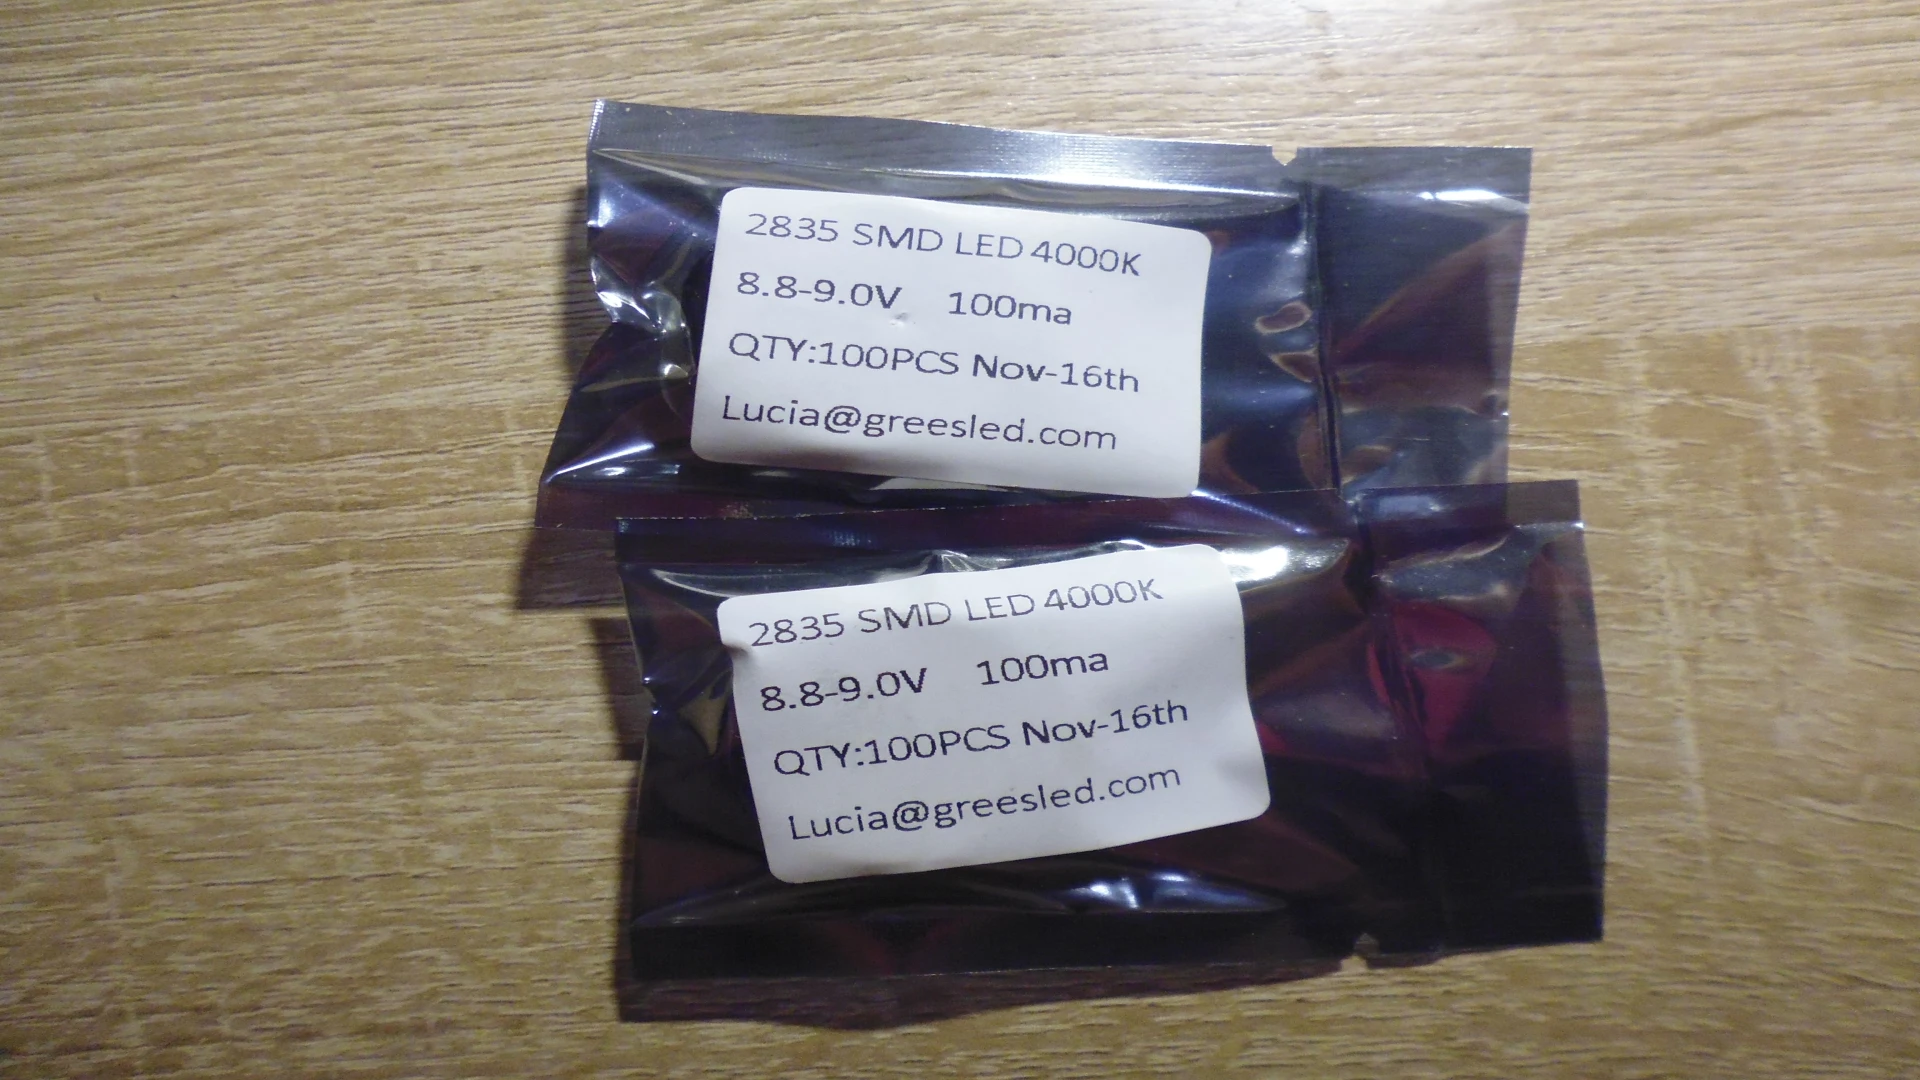 2835 SMD LED 4000K
8.8-9.0V 100ma
QTY:100PCS Nov-16th
Lucia@greesled.com
2835 SMD LED 4000K
8.8-9.0V 100ma
QTY:100PCS Nov-16th
Lucia@greesled.com